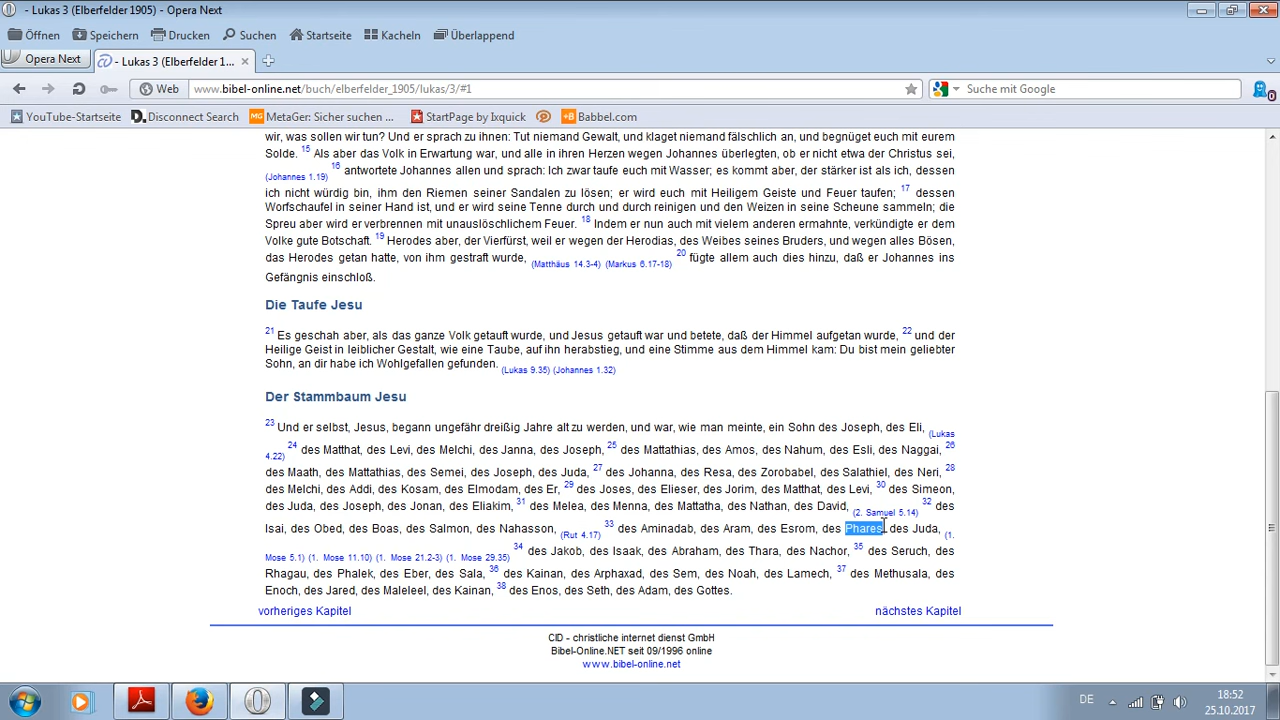 - Lukas 3 (Elberfelder 1905) - Opera Next
Öffnen Speichern Drucken Suchen Startseite Kacheln Überlappend
Opera Next - Lukas 3 (Elberfelder 1...
Web www.bibel-online.net/buch/elberfelder_1905/lukas/3/#1 Suche mit Google 0
YouTube-Startseite Disconnect Search MetaGer: Sicher suchen ... StartPage by Ixquick Babbel.com
wir, was sollen wir tun? Und er sprach zu ihnen: Tut niemand Gewalt, und klaget niemand fälschlich an, und begnüget euch mit eurem
Solde. 15 Als aber das Volk in Erwartung war, und alle in ihren Herzen wegen Johannes überlegten, ob er nicht etwa der Christus sei,
(Johannes 1.19) 16 antwortete Johannes allen und sprach: Ich zwar taufe euch mit Wasser; es kommt aber, der stärker ist als ich, dessen
ich nicht würdig bin, ihm den Riemen seiner Sandalen zu lösen; er wird euch mit Heiligem Geiste und Feuer taufen; 17 dessen
Worfschaufel in seiner Hand ist, und er wird seine Tenne durch und durch reinigen und den Weizen in seine Scheune sammeln; die
Spreu aber wird er verbrennen mit unauslöschlichem Feuer. 18 Indem er nun auch mit vielem anderen ermahnte, verkündigte er dem
Volke gute Botschaft. 19 Herodes aber, der Vierfürst, weil er wegen der Herodias, des Weibes seines Bruders, und wegen alles Bösen,
das Herodes getan hatte, von ihm gestraft wurde, (Matthäus 14.3-4) (Markus 6.17-18) 20 fügte allem auch dies hinzu, daß er Johannes ins
Gefängnis einschloß.
Die Taufe Jesu
21 Es geschah aber, als das ganze Volk getauft wurde, und Jesus getauft war und betete, daß der Himmel aufgetan wurde, 22 und der
Heilige Geist in leiblicher Gestalt, wie eine Taube, auf ihn herabstieg, und eine Stimme aus dem Himmel kam: Du bist mein geliebter
Sohn, an dir habe ich Wohlgefallen gefunden. (Lukas 9.35) (Johannes 1.32)
Der Stammbaum Jesu
23 Und er selbst, Jesus, begann ungefähr dreißig Jahre alt zu werden, und war, wie man meinte, ein Sohn des Joseph, des Eli, (Lukas
4.22) 24 des Matthat, des Levi, des Melchi, des Janna, des Joseph, 25 des Mattathias, des Amos, des Nahum, des Esli, des Naggai, 26
des Maath, des Mattathias, des Semei, des Joseph, des Juda, 27 des Johanna, des Resa, des Zorobabel, des Salathiel, des Neri, 28
des Melchi, des Addi, des Kosam, des Elmodam, des Er, 29 des Joses, des Elieser, des Jorim, des Matthat, des Levi, 30 des Simeon,
des Juda, des Joseph, des Jonan, des Eliakim, 31 des Melea, des Menna, des Mattatha, des Nathan, des David, (2. Samuel 5.14) 32 des
Isai, des Obed, des Boas, des Salmon, des Nahasson, (Rut 4.17) 33 des Aminadab, des Aram, des Esrom, des Phares, des Juda, (1.
Mose 5.1) (1. Mose 11.10) (1. Mose 21.2-3) (1. Mose 29.35) 34 des Jakob, des Isaak, des Abraham, des Thara, des Nachor, 35 des Seruch, des
Rhagau, des Phalek, des Eber, des Sala, 36 des Kainan, des Arphaxad, des Sem, des Noah, des Lamech, 37 des Methusala, des
Enoch, des Jared, des Maleleel, des Kainan, 38 des Enos, des Seth, des Adam, des Gottes.
vorheriges Kapitel nächstes Kapitel
CID - christliche internet dienst GmbH
Bibel-Online.NET seit 09/1996 online
www.bibel-online.net
DE 18:52
25.10.2017